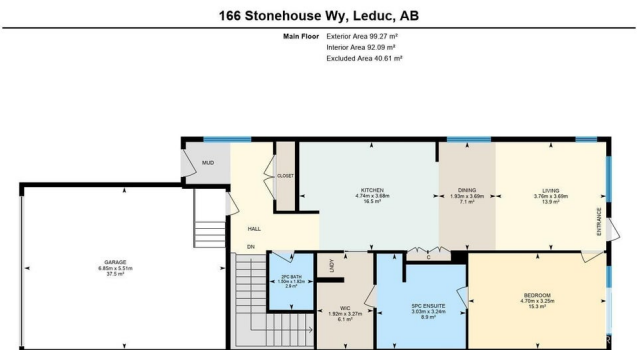 166 Stonehouse Wy, Leduc, AB
Main Floor Exterior Area 99.27 m²
Interior Area 92.09 m²
Excluded Area 40.61 m²
MUD
CLOSET
KITCHEN
4.74m x 3.68m
16.5 m²
DINING
1.93m x 3.69m
7.1 m²
LIVING
3.76m x 3.69m
13.9 m²
ENTRANCE
HALL
DN
GARAGE
6.85m x 5.51m
37.5 m²
2PC BATH
1.50m x 1.92m
2.9 m²
LNDY
C
WIC
1.92m x 3.27m
6.1 m²
5PC ENSUITE
3.03m x 3.24m
8.9 m²
BEDROOM
4.70m x 3.25m
15.3 m²